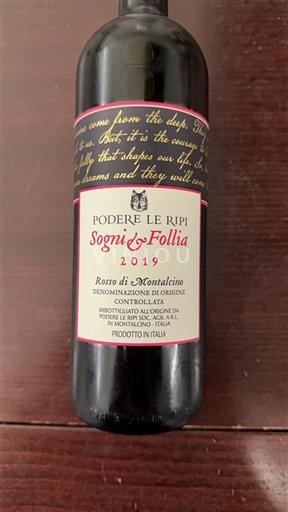 ms come from the deep. The
to us. But, it is the courage to
folly that shapes our life. So,
dreams and they will come
PODERE LE RIPI
Sogni & Follia
2019
Rosso di Montalcino
DENOMINAZIONE DI ORIGINE
CONTROLLATA
IMBOTTIGLIATO ALL'ORIGINE DA
PODERE LE RIPI SOC. AGR. A R.L.
IN MONTALCINO - ITALIA
PRODOTTO IN ITALIA